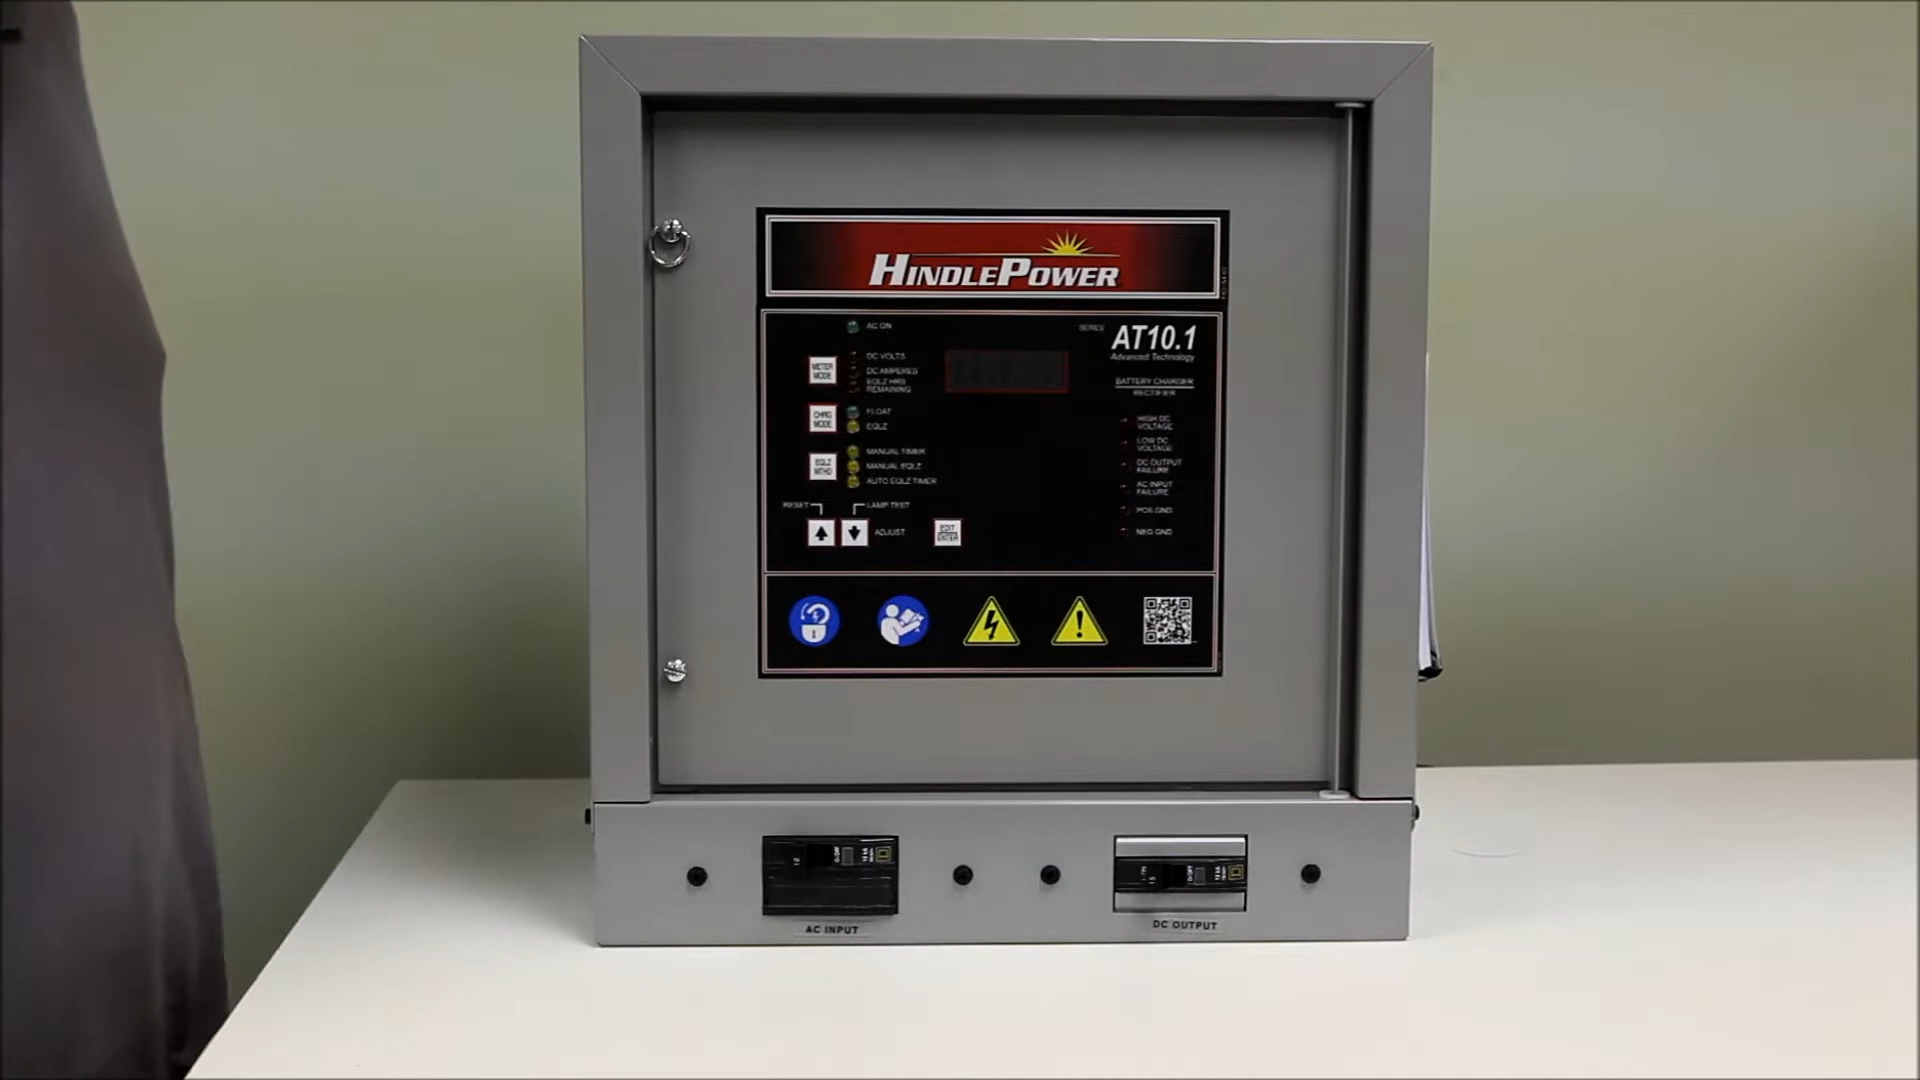 HINDLEPOWER
AC ON
SERIES
AT10.1
Advanced Technology
METER
MODE
DC VOLTS
DC AMPERES
EQLZ HRS
REMAINING
BATTERY CHARGER
RECTIFIER
CHRG
MODE
FLOAT
EQLZ
HIGH DC
VOLTAGE
LOW DC
VOLTAGE
EQLZ
MTHD
MANUAL TIMER
MANUAL EQLZ
AUTO EQLZ TIMER
DC OUTPUT
FAILURE
AC INPUT
FAILURE
RESET
LAMP TEST
POS GND
ADJUST
EDIT
ENTER
NEG GND
AC INPUT
DC OUTPUT